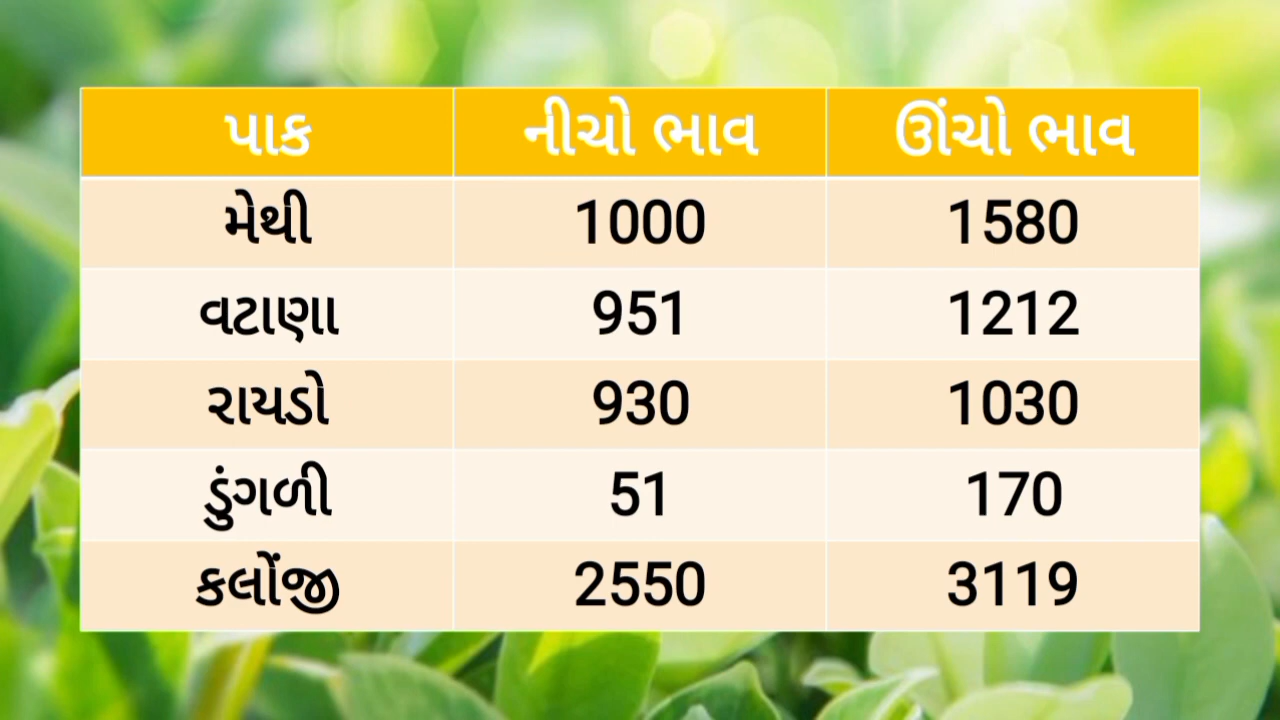 પાક નીચો ભાવ ઊંચો ભાવ
મેથી 1000 1580
વટાણા 951 1212
રાયડો 930 1030
ડુંગળી 51 170
કલોંજી 2550 3119